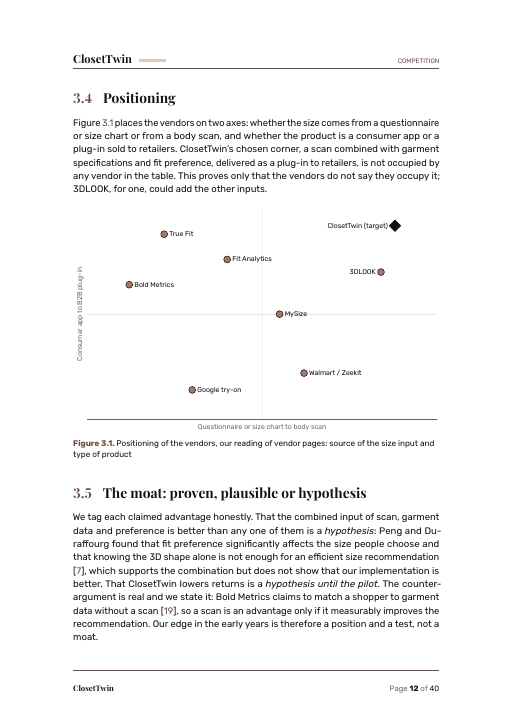 ClosetTwin
COMPETITION
3.4 Positioning
Figure 3.1 places the vendors on two axes: whether the size comes from a questionnaire
or size chart or from a body scan, and whether the product is a consumer app or a
plug-in sold to retailers. ClosetTwin's chosen corner, a scan combined with garment
specifications and fit preference, delivered as a plug-in to retailers, is not occupied by
any vendor in the table. This proves only that the vendors do not say they occupy it;
3DLOOK, for one, could add the other inputs.
ClosetTwin (target)
True Fit
Fit Analytics
3DLOOK
Bold Metrics
MySize
Walmart / Zeekit
Google try-on
Consumer app to B2B plug-in
Questionnaire or size chart to body scan
Figure 3.1. Positioning of the vendors, our reading of vendor pages: source of the size input and
type of product
3.5 The moat: proven, plausible or hypothesis
We tag each claimed advantage honestly. That the combined input of scan, garment
data and preference is better than any one of them is a hypothesis: Peng and Du-
raffourg found that fit preference significantly affects the size people choose and
that knowing the 3D shape alone is not enough for an efficient size recommendation
[7], which supports the combination but does not show that our implementation is
better. That ClosetTwin lowers returns is a hypothesis until the pilot. The counter-
argument is real and we state it: Bold Metrics claims to match a shopper to garment
data without a scan [19], so a scan is an advantage only if it measurably improves the
recommendation. Our edge in the early years is therefore a position and a test, not a
moat.
ClosetTwin
Page 12 of 40